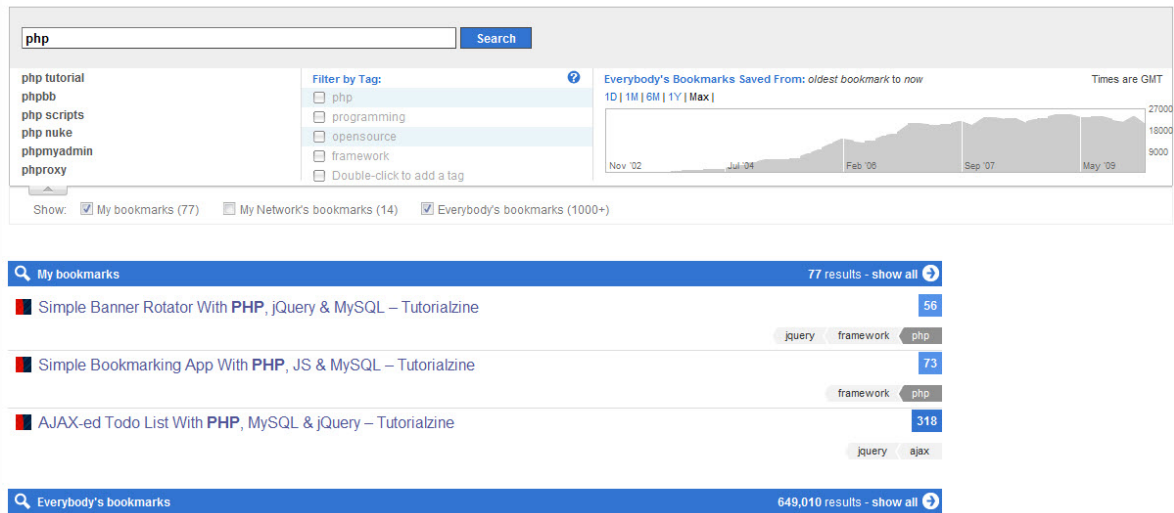 php
Search
php tutorial
phpbb
php scripts
php nuke
phpmyadmin
phproxy
Filter by Tag:
?
php
programming
opensource
framework
Double-click to add a tag
Everybody's Bookmarks Saved From: oldest bookmark to now
Times are GMT
1D | 1M | 6M | 1Y | Max |
27000
18000
9000
Nov '02 Jul '04 Feb '06 Sep '07 May '09
Show: My bookmarks (77) My Network's bookmarks (14) Everybody's bookmarks (1000+)
My bookmarks 77 results - show all
Simple Banner Rotator With PHP, jQuery & MySQL – Tutorialzine 56
jquery framework php
Simple Bookmarking App With PHP, JS & MySQL – Tutorialzine 73
framework php
AJAX-ed Todo List With PHP, MySQL & jQuery – Tutorialzine 318
jquery ajax
Everybody's bookmarks 649,010 results - show all